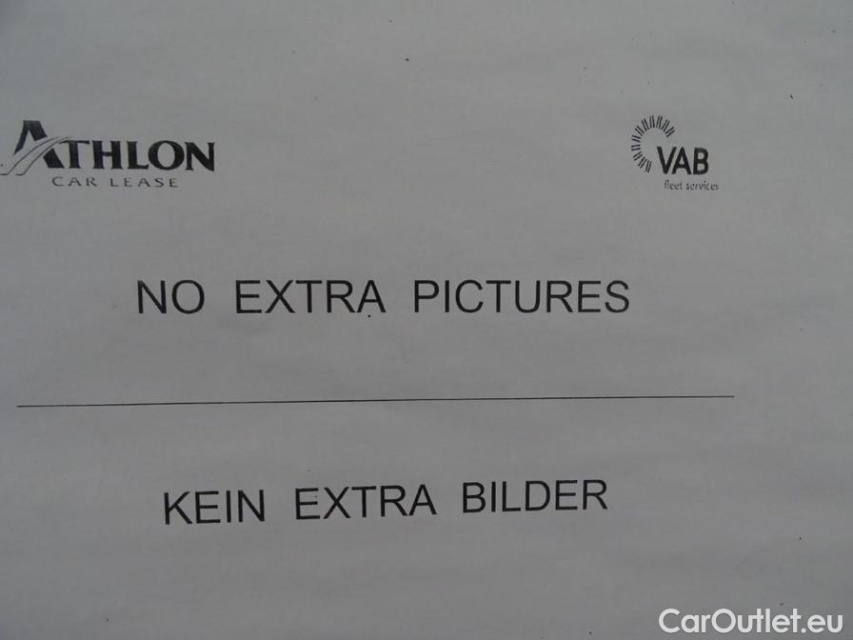 ATHLON
CAR LEASE
VAB
fleet services
NO EXTRA PICTURES
KEIN EXTRA BILDER
CarOutlet.eu